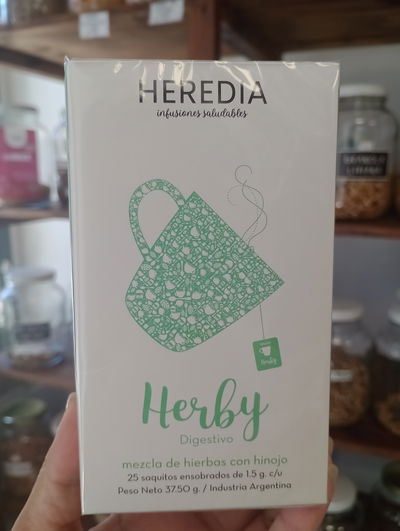 HEREDIA
infusiones saludables
Herby
Herby
Digestivo
mezcla de hierbas con hinojo
25 saquitos ensobrados de 1.5 g. c/u
Peso Neto 37.50 g. / Industria Argentina